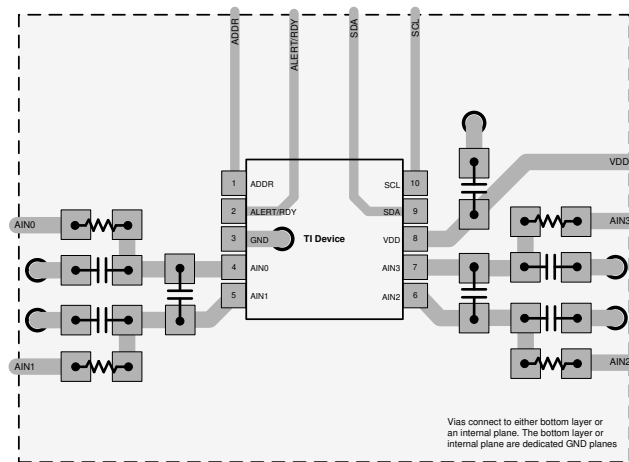 ADDR
ALERT/RDY
SDA
SCL
VDD
1 ADDR SCL 10
2 ALERT/RDY SDA 9
3 GND TI Device VDD 8
4 AIN0 AIN3 7
5 AIN1 AIN2 6
AIN0
AIN3
AIN1
AIN2
Vias connect to either bottom layer or
an internal plane. The bottom layer or
internal plane are dedicated GND planes